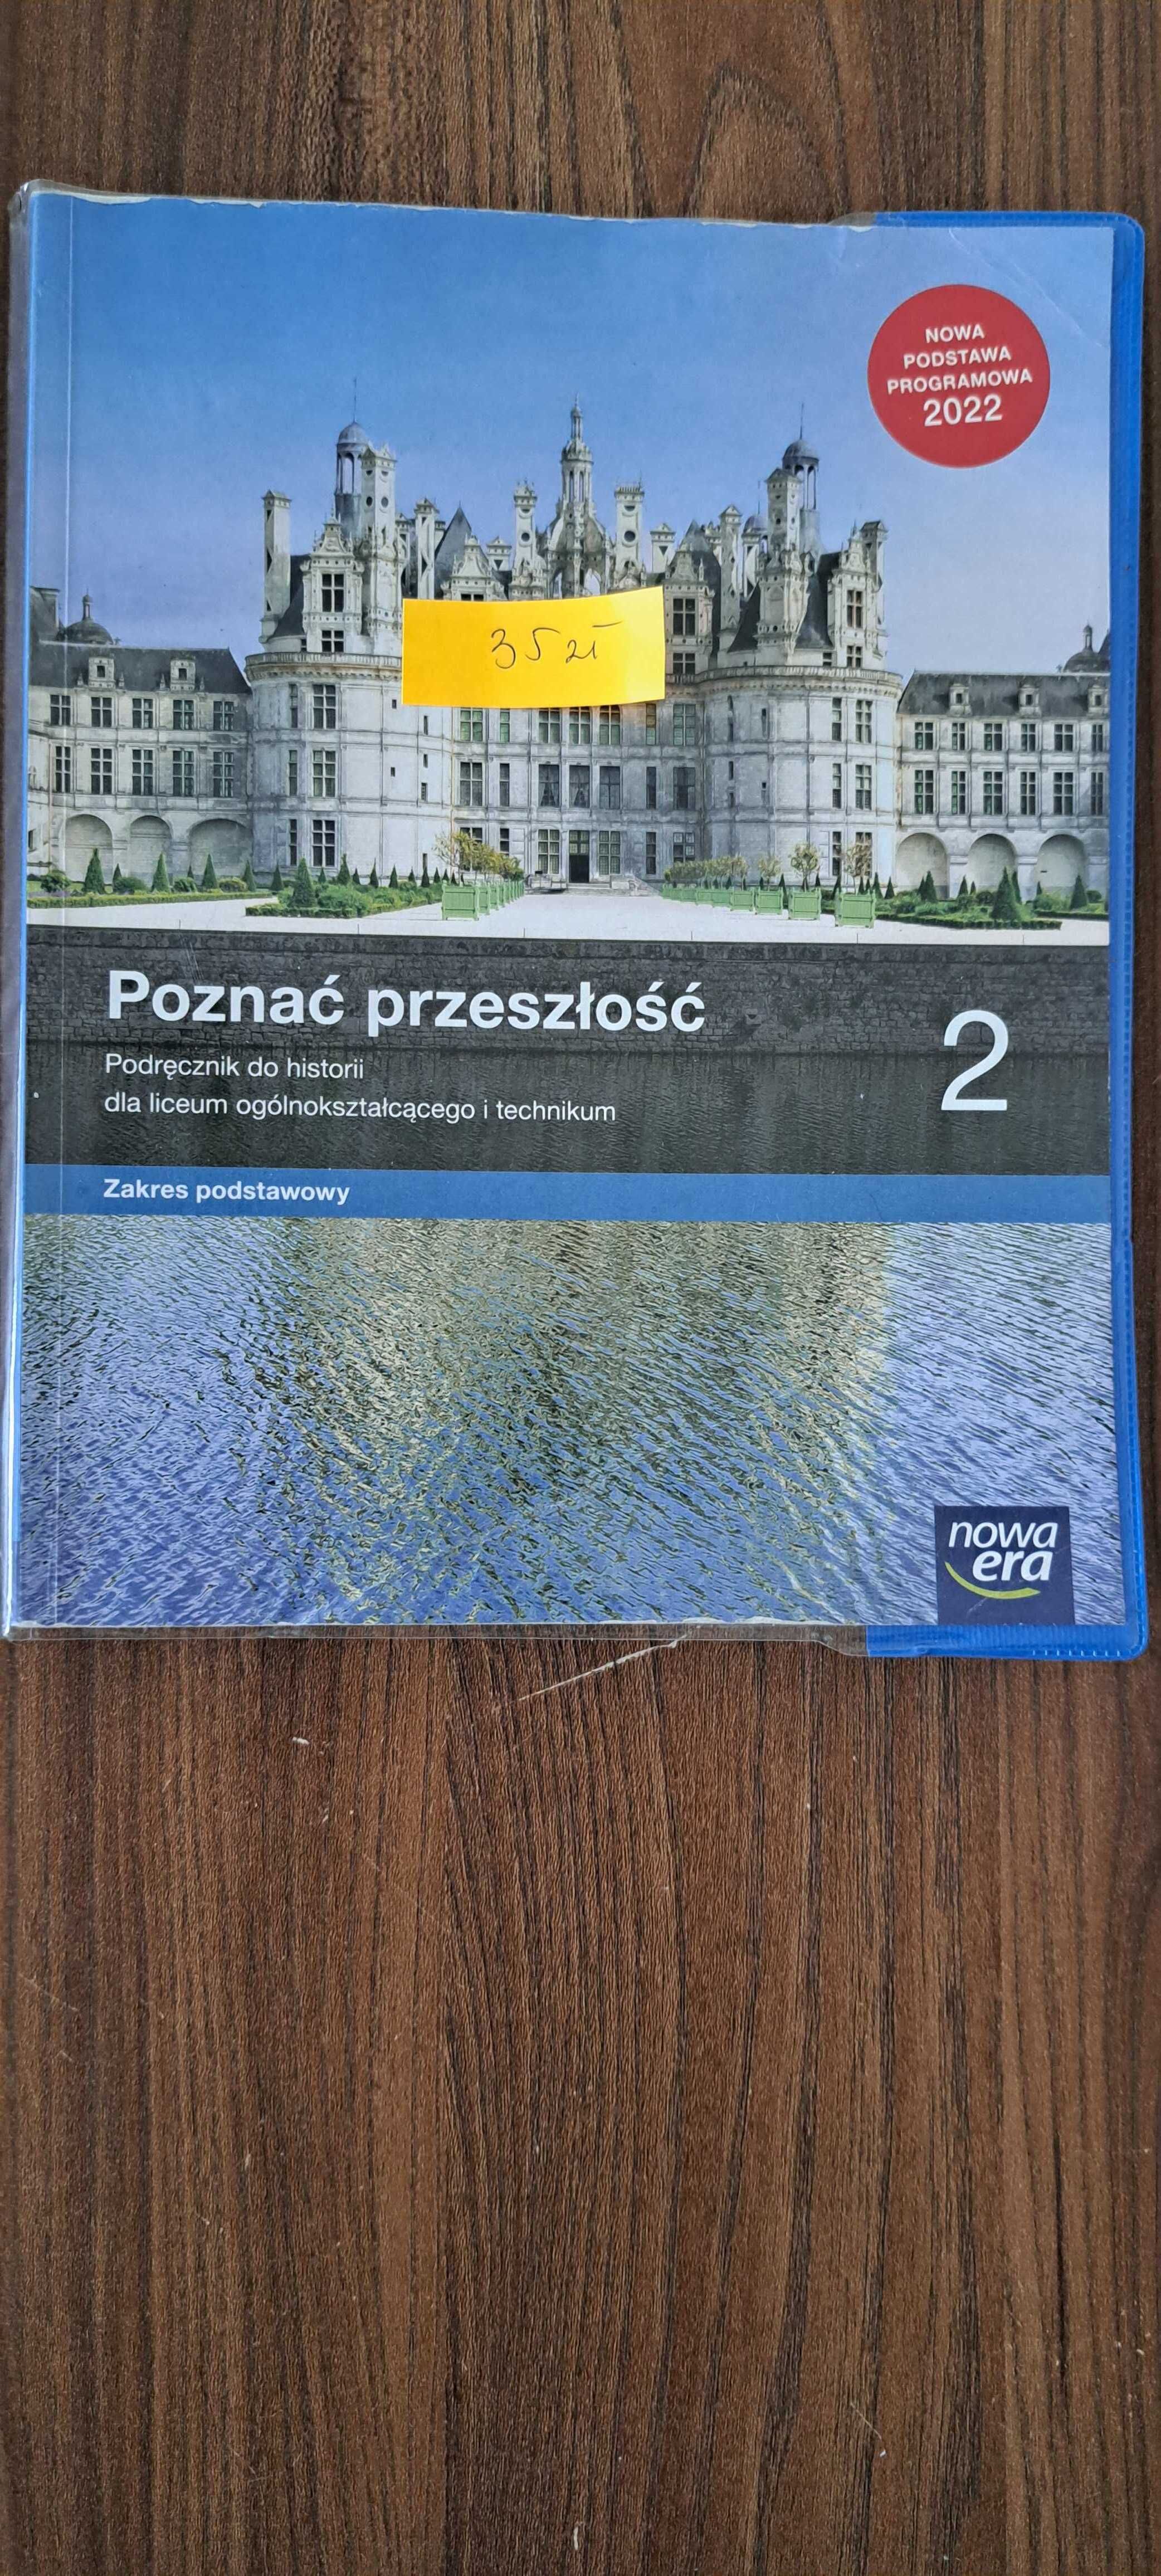 NOWA
PODSTAWA
PROGRAMOWA
2022
35 zł
Poznać przeszłość
2
Podręcznik do historii
dla liceum ogólnokształcącego i technikum
Zakres podstawowy
nowa
era